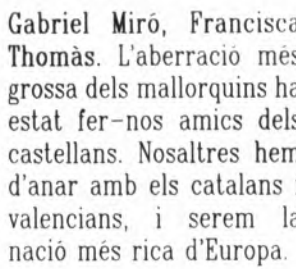 Gabriel Miró, Francisca
Thomàs. L'aberració més
grossa dels mallorquins ha
estat fer-nos amics dels
castellans. Nosaltres hem
d'anar amb els catalans i
valencians, i serem la
nació més rica d'Europa.